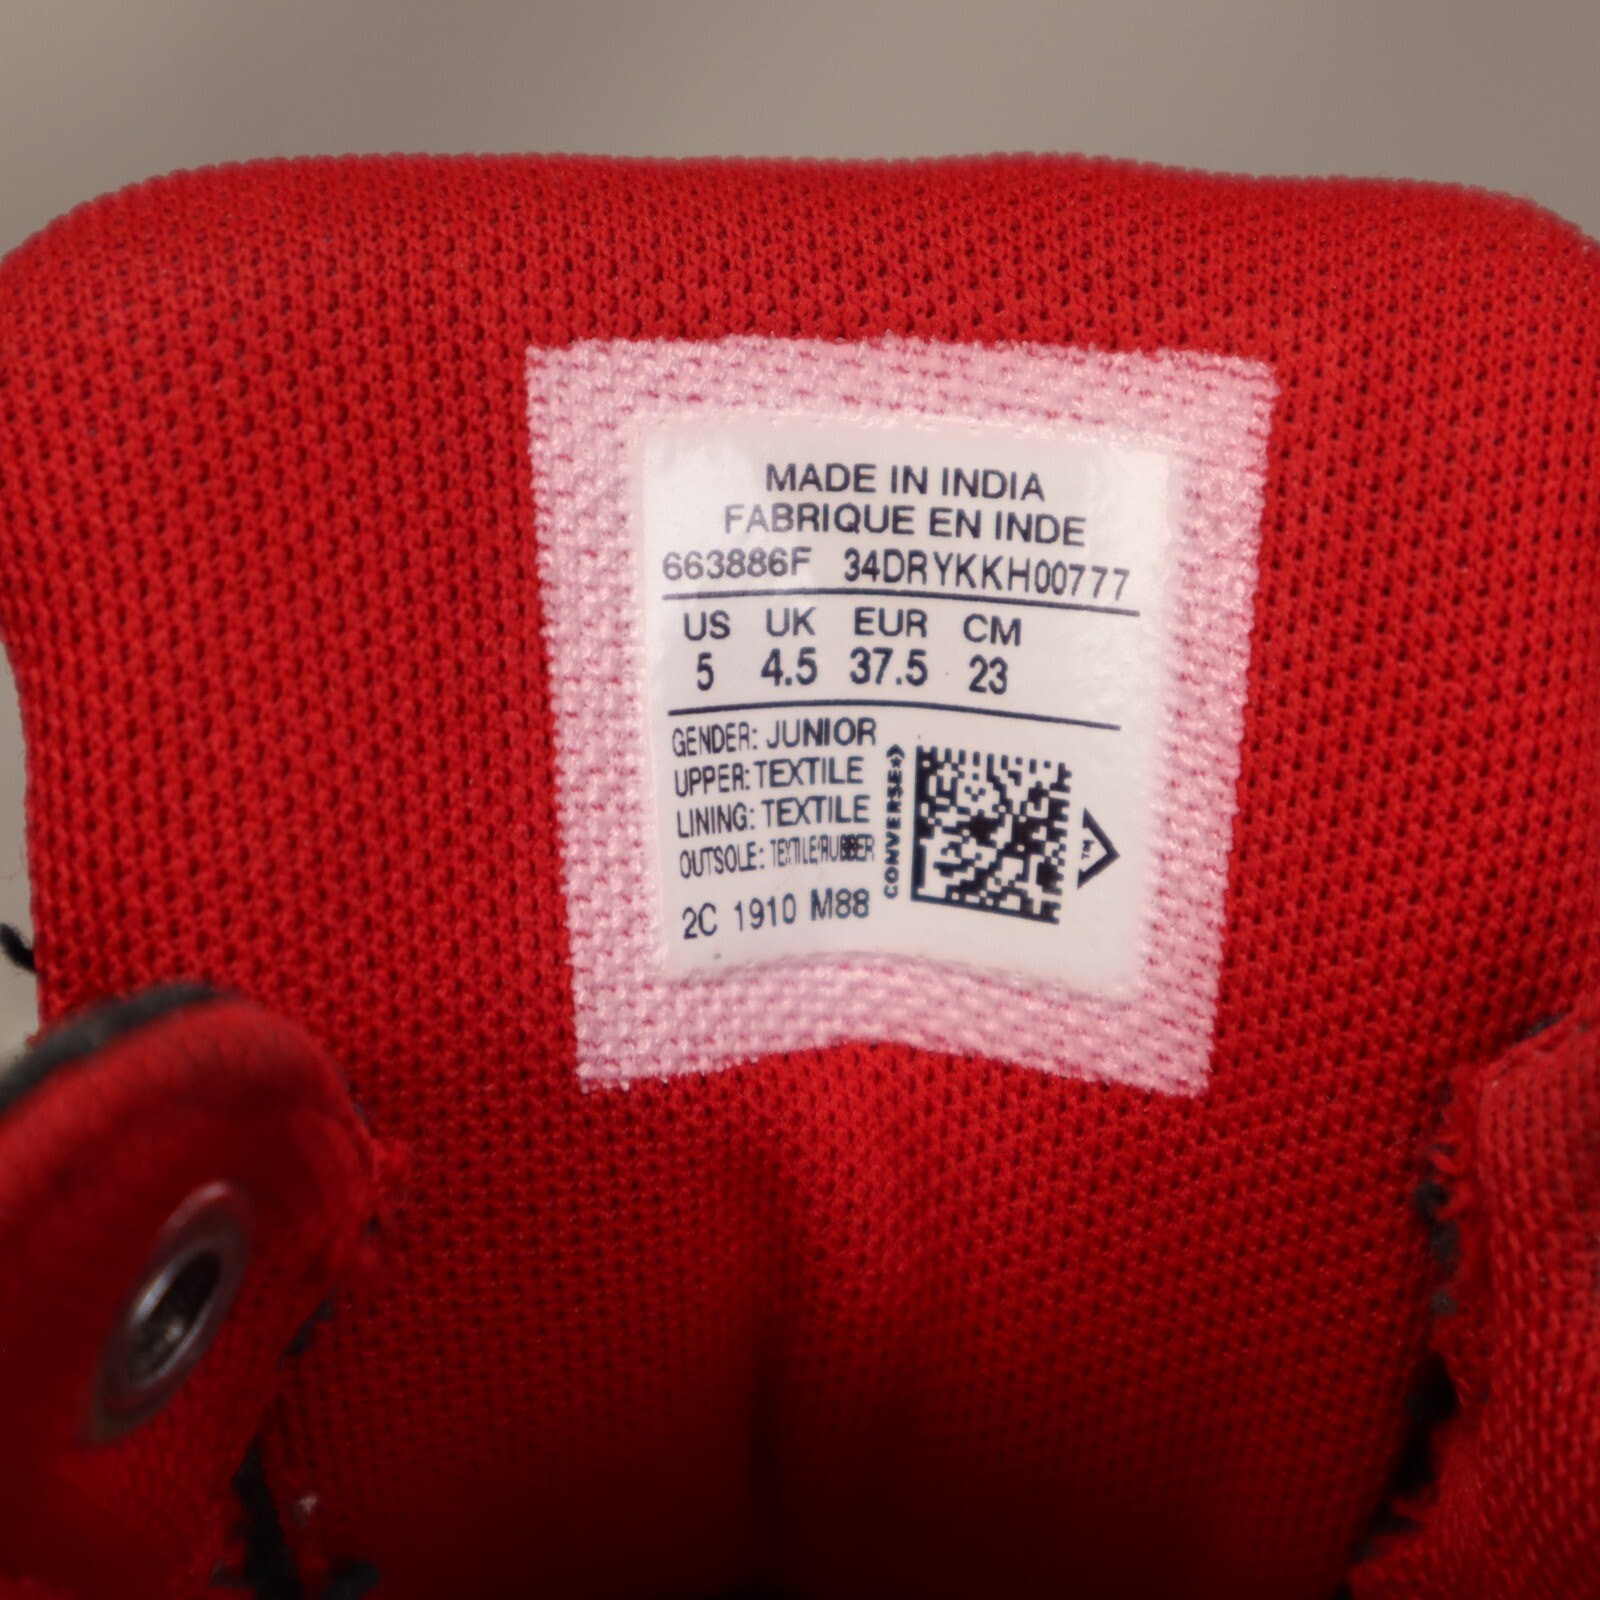 MADE IN INDIA
FABRIQUE EN INDE
663886F 34DRYKKH00777
US UK EUR CM
5 4.5 37.5 23
GENDER: JUNIOR
UPPER: TEXTILE
LINING: TEXTILE
OUTSOLE: TEXTILE/RUBBER
2C 1910 M88
CONVERSE
TM